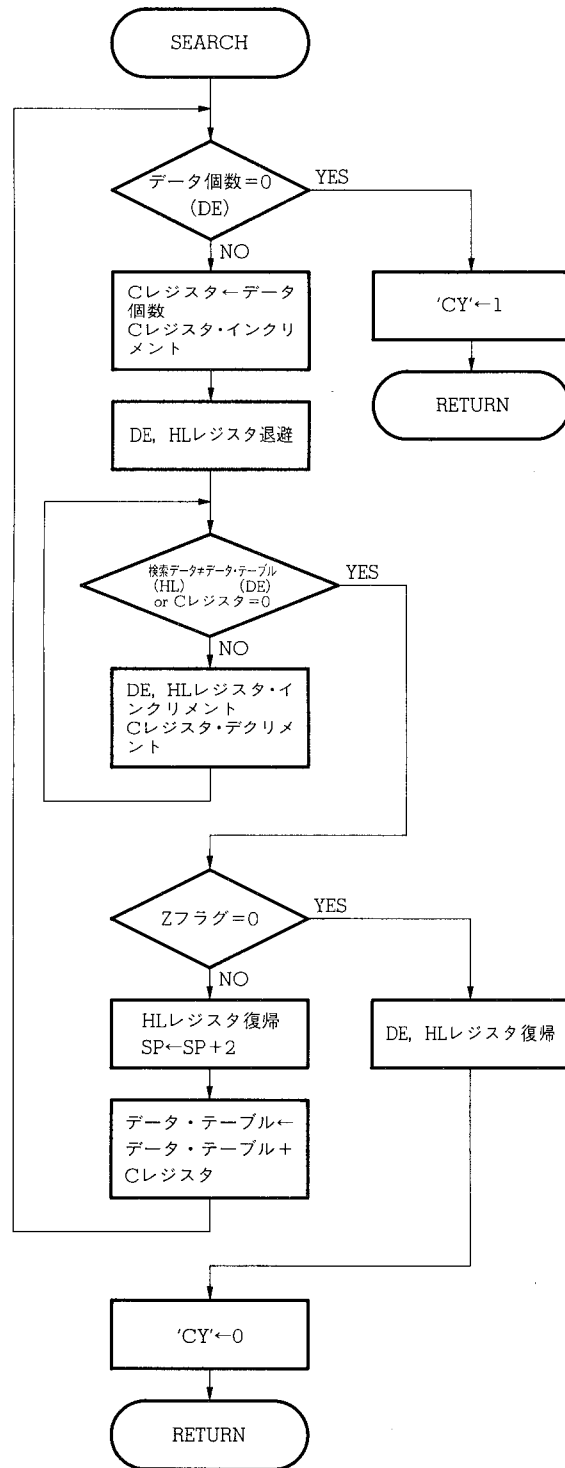 SEARCH
データ個数=0
(DE)
YES
NO
Cレジスタ←データ
個数
Cレジスタ・インクリ
メント
'CY'←1
RETURN
DE, HLレジスタ退避
検索データ≠データ・テーブル
(HL) (DE)
or Cレジスタ=0
YES
NO
DE, HLレジスタ・イ
ンクリメント
Cレジスタ・デクリメ
ント
Zフラグ=0
YES
NO
HLレジスタ復帰
SP←SP+2
DE, HLレジスタ復帰
データ・テーブル←
データ・テーブル+
Cレジスタ
'CY'←0
RETURN